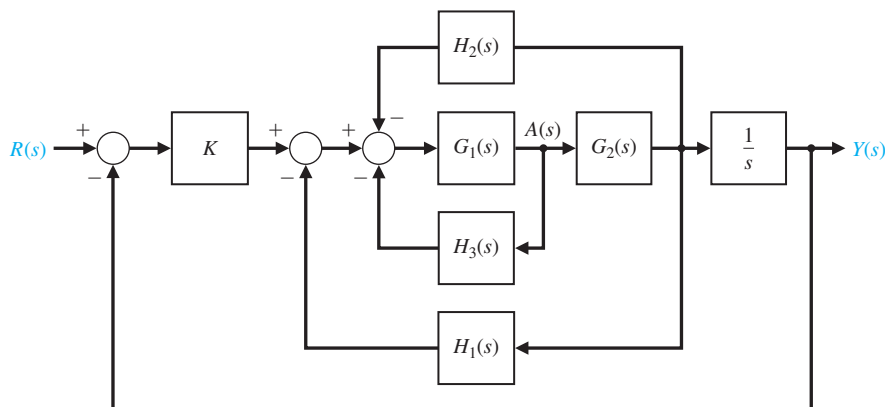 H₂(s)
−
+ + +
R(s) K G₁(s) A(s) G₂(s) 1/s Y(s)
− − −
H₃(s)
H₁(s)